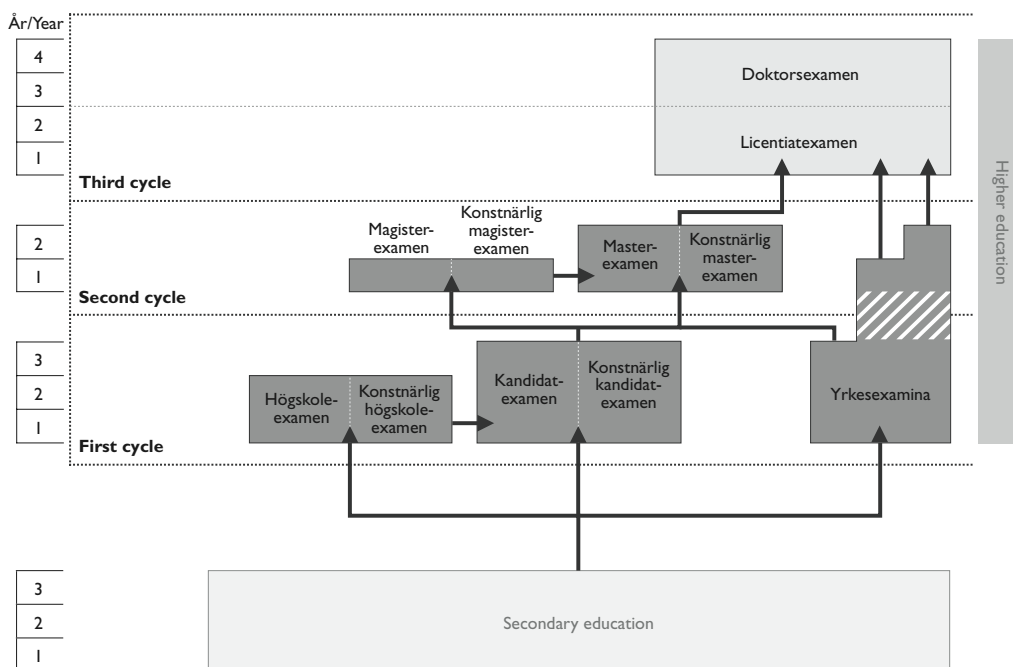 År/Year
4
3
2
1
Doktorsexamen
Licentiatexamen
Third cycle
Higher education
2
1
Magister-
examen
Konstnärlig
magister-
examen
Master-
examen
Konstnärlig
master-
examen
Second cycle
3
2
1
Högskole-
examen
Konstnärlig
högskole-
examen
Kandidat-
examen
Konstnärlig
kandidat-
examen
Yrkesexamina
First cycle
3
2
1
Secondary education